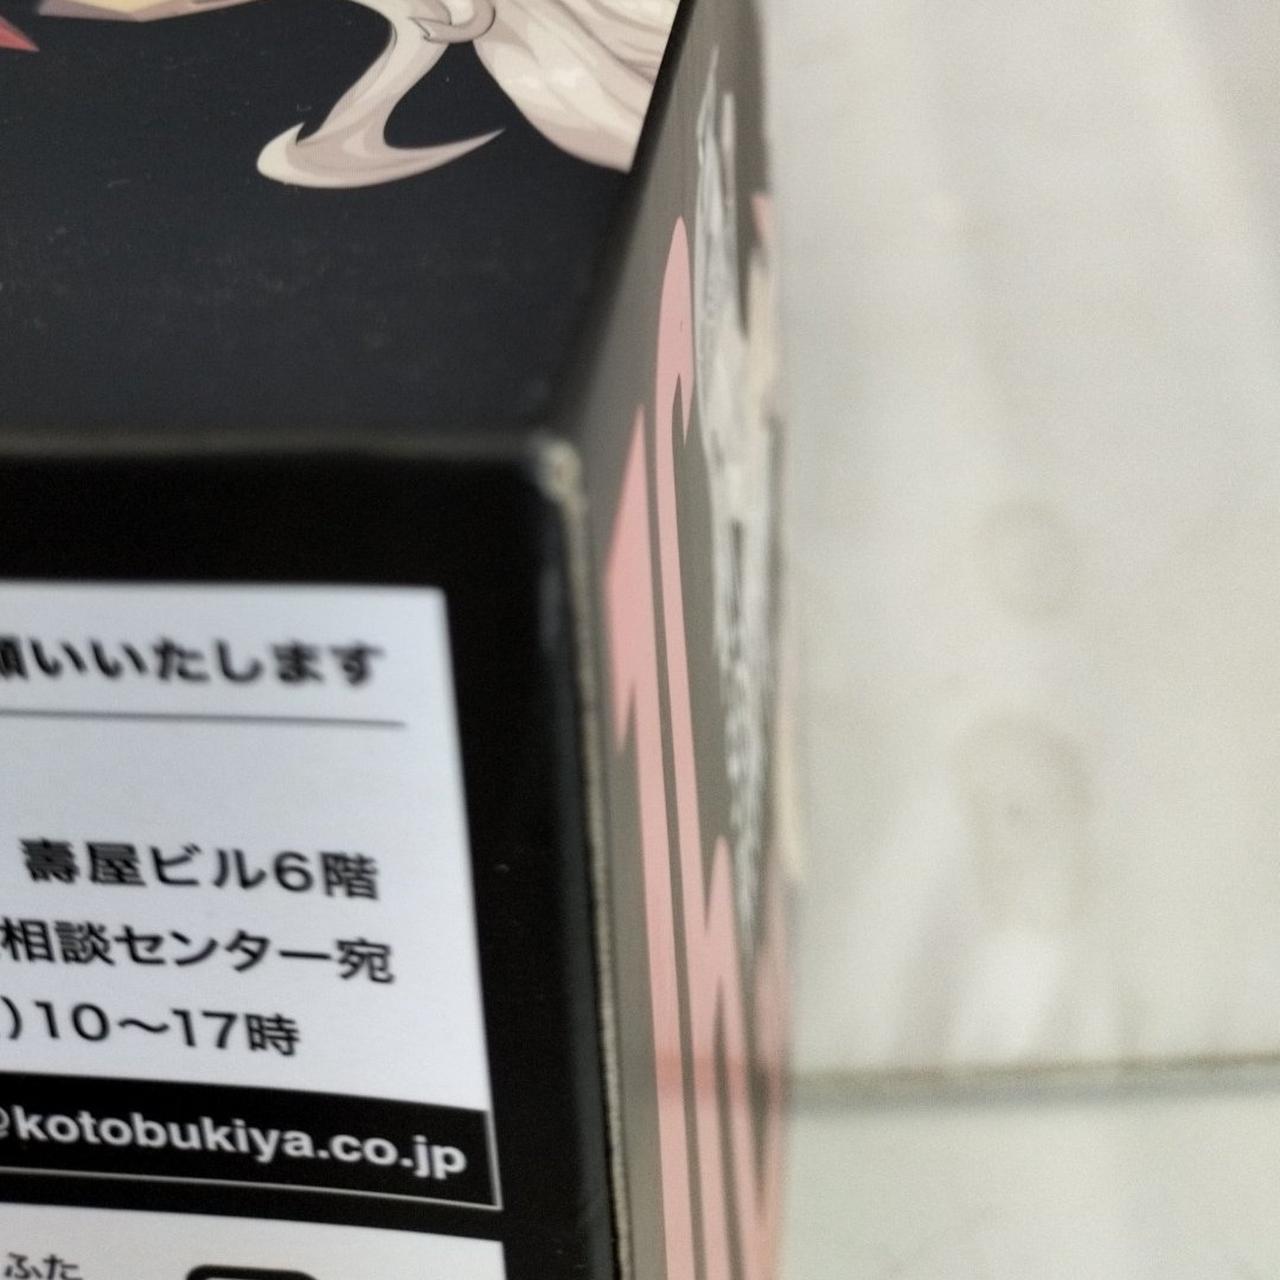 願いいたします
壽屋ビル6階
相談センター宛
)10〜17時
@kotobukiya.co.jp
ふた